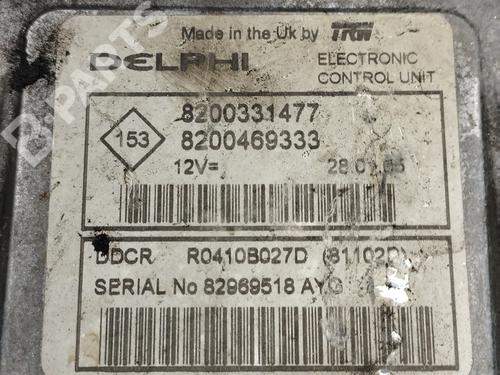 Made in the Uk by TRW
DELPHI
ELECTRONIC
CONTROL UNIT
153
8200331477
8200469333
12V=
DDCR R0410B027D (81102D)
SERIAL No 82969518
B-PARTS